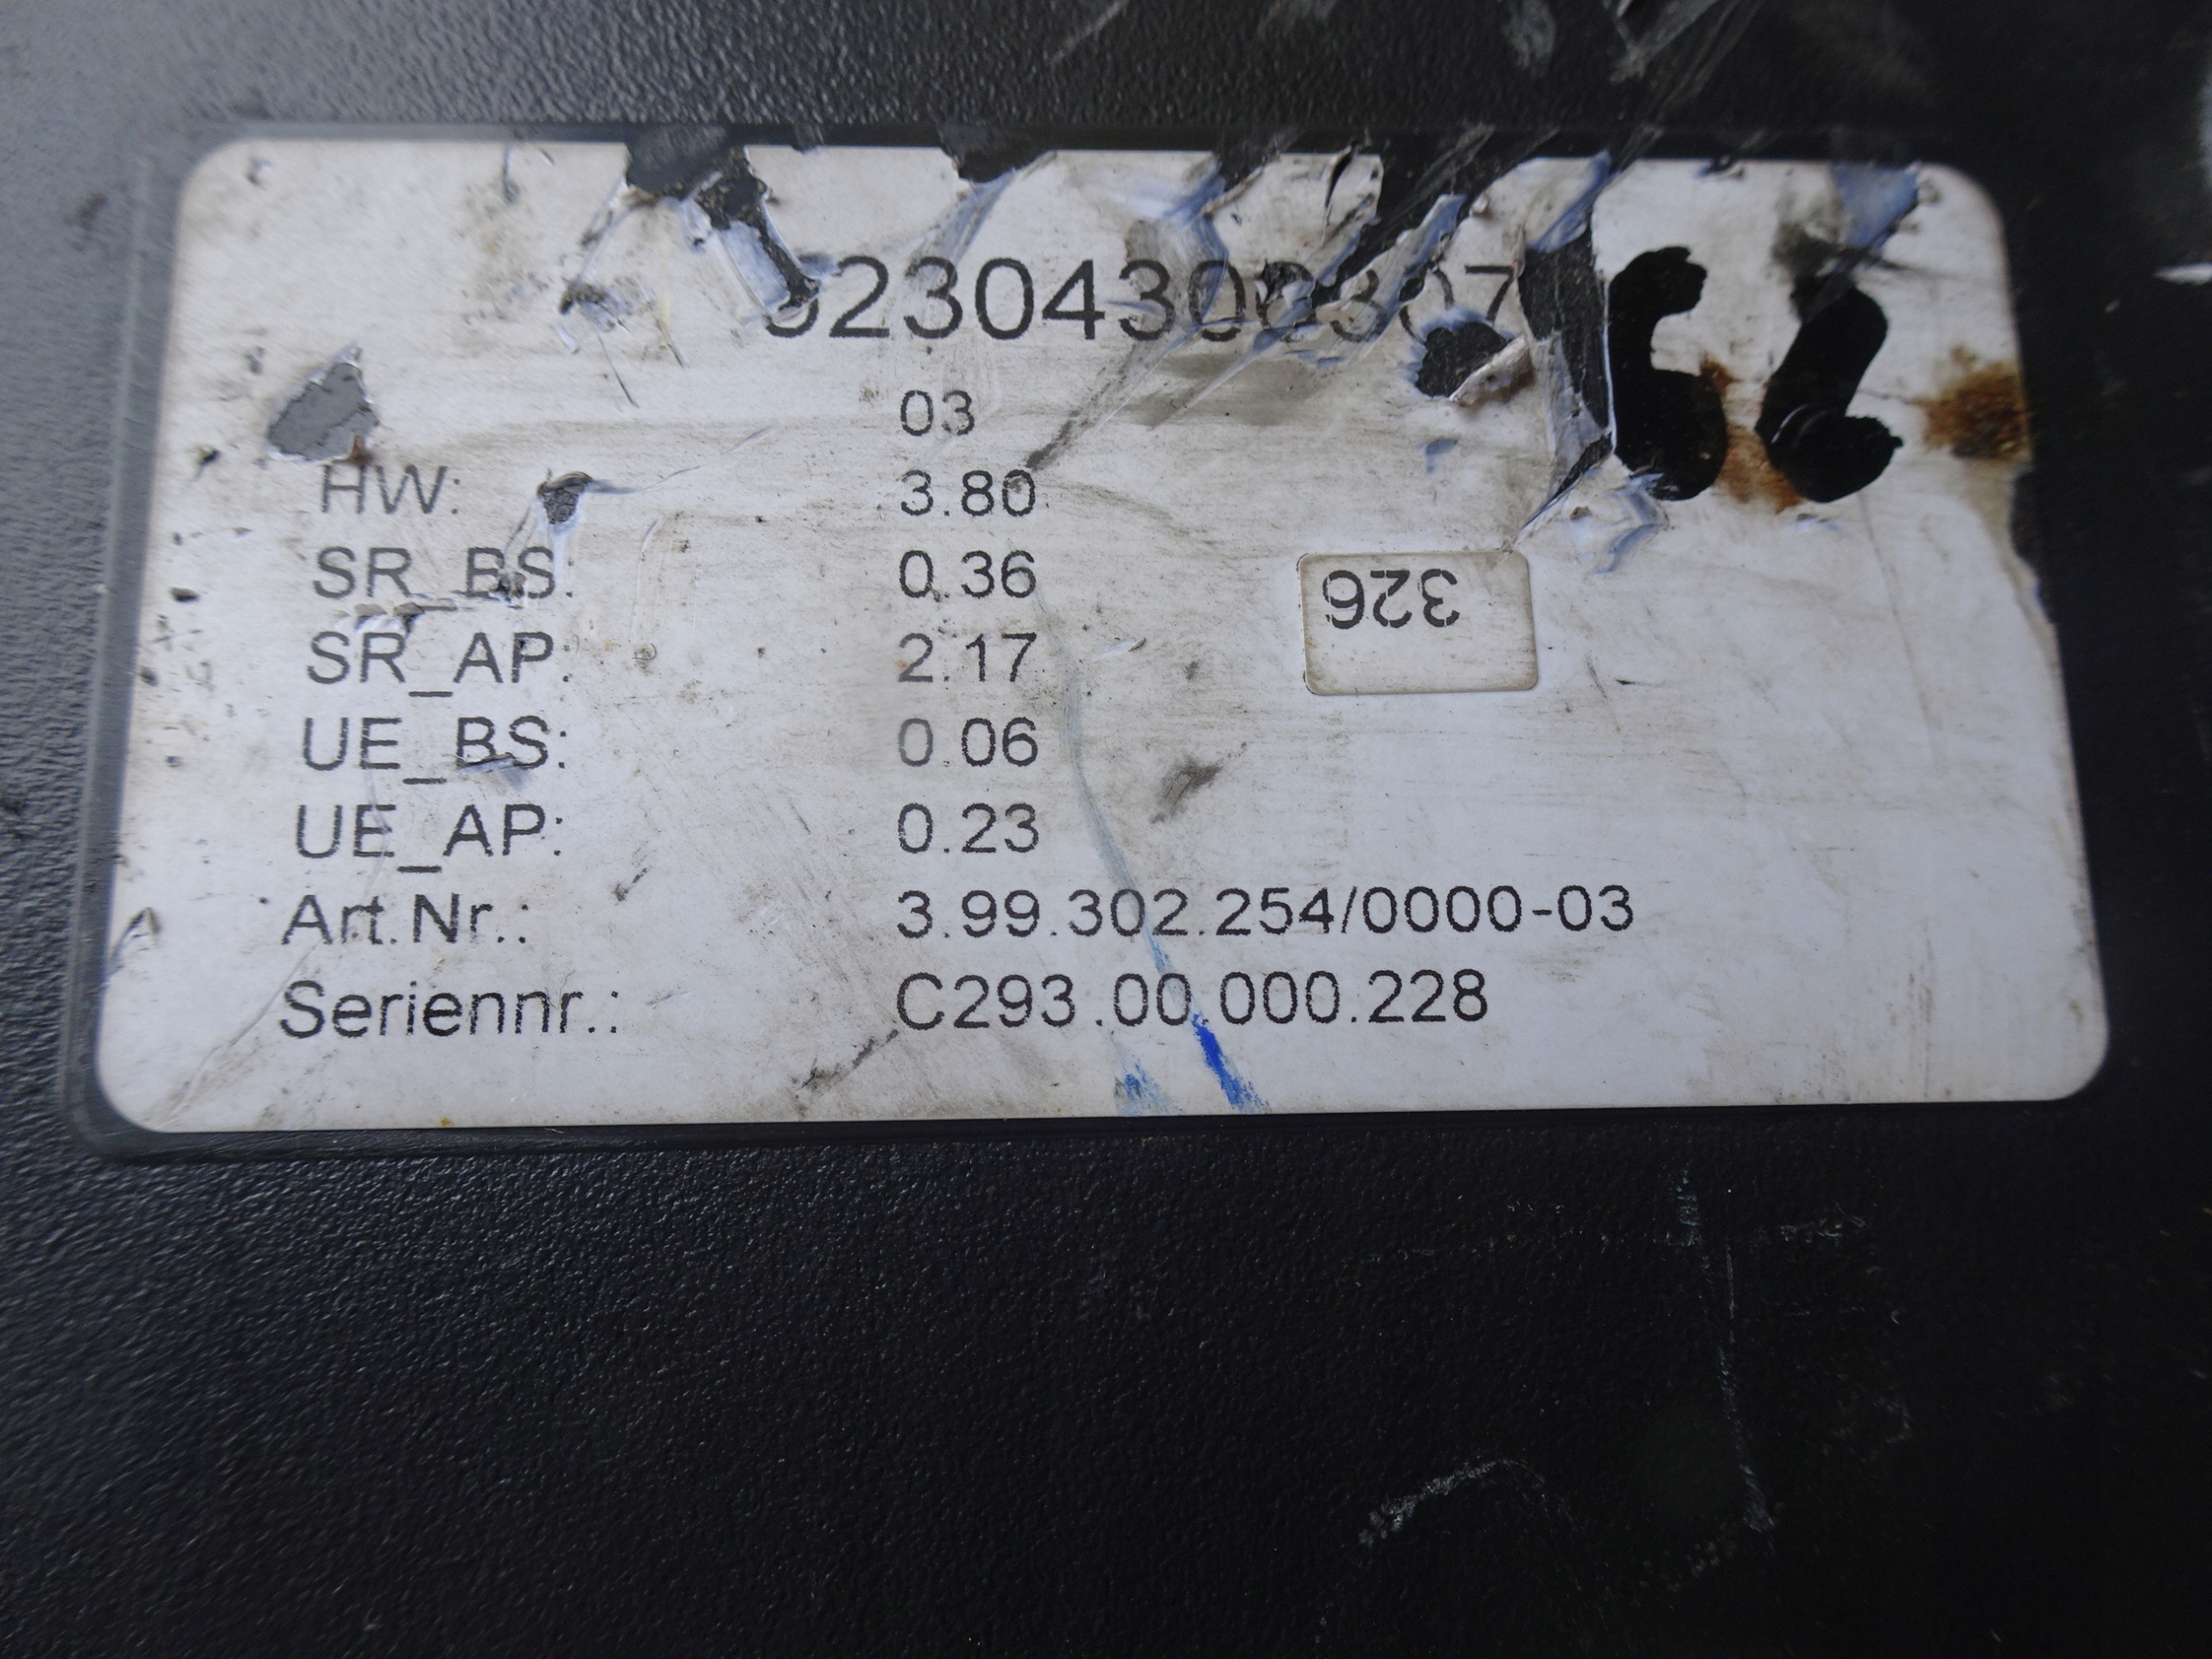 03
HW: 3.80
SR_BS: 0.36
326
SR_AP: 2.17
UE_BS: 0.06
UE_AP: 0.23
Art.Nr.: 3.99.302.254/0000-03
Seriennr.: C293.00.000.228